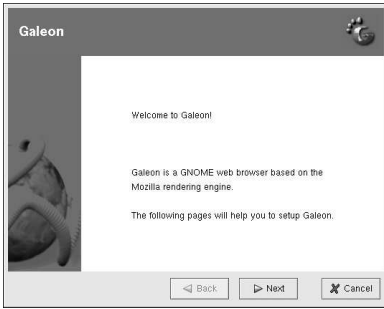 Galeon
Welcome to Galeon!
Galeon is a GNOME web browser based on the
Mozilla rendering engine.
The following pages will help you to setup Galeon.
Back
Next
Cancel